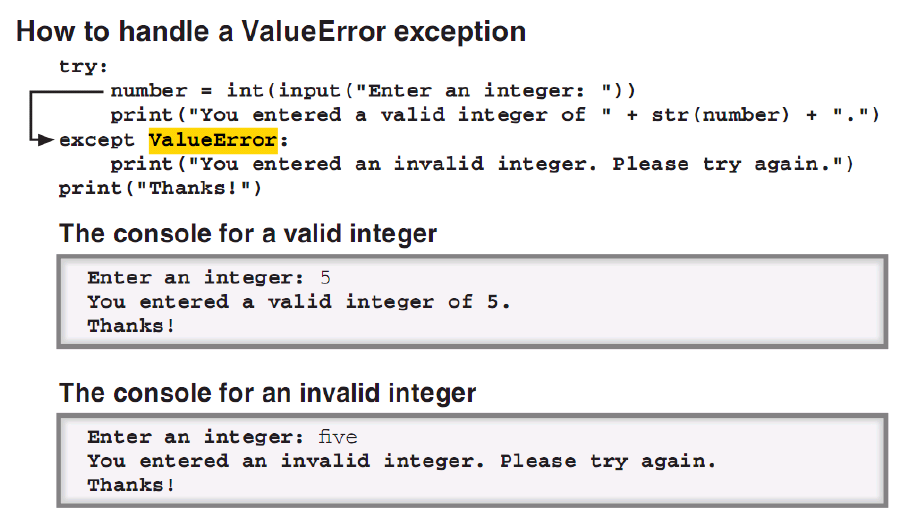 How to handle a ValueError exception
try:
    number = int(input("Enter an integer: "))
    print("You entered a valid integer of " + str(number) + ".")
except ValueError:
    print("You entered an invalid integer. Please try again.")
print("Thanks!")
The console for a valid integer
Enter an integer: 5
You entered a valid integer of 5.
Thanks!
The console for an invalid integer
Enter an integer: five
You entered an invalid integer. Please try again.
Thanks!